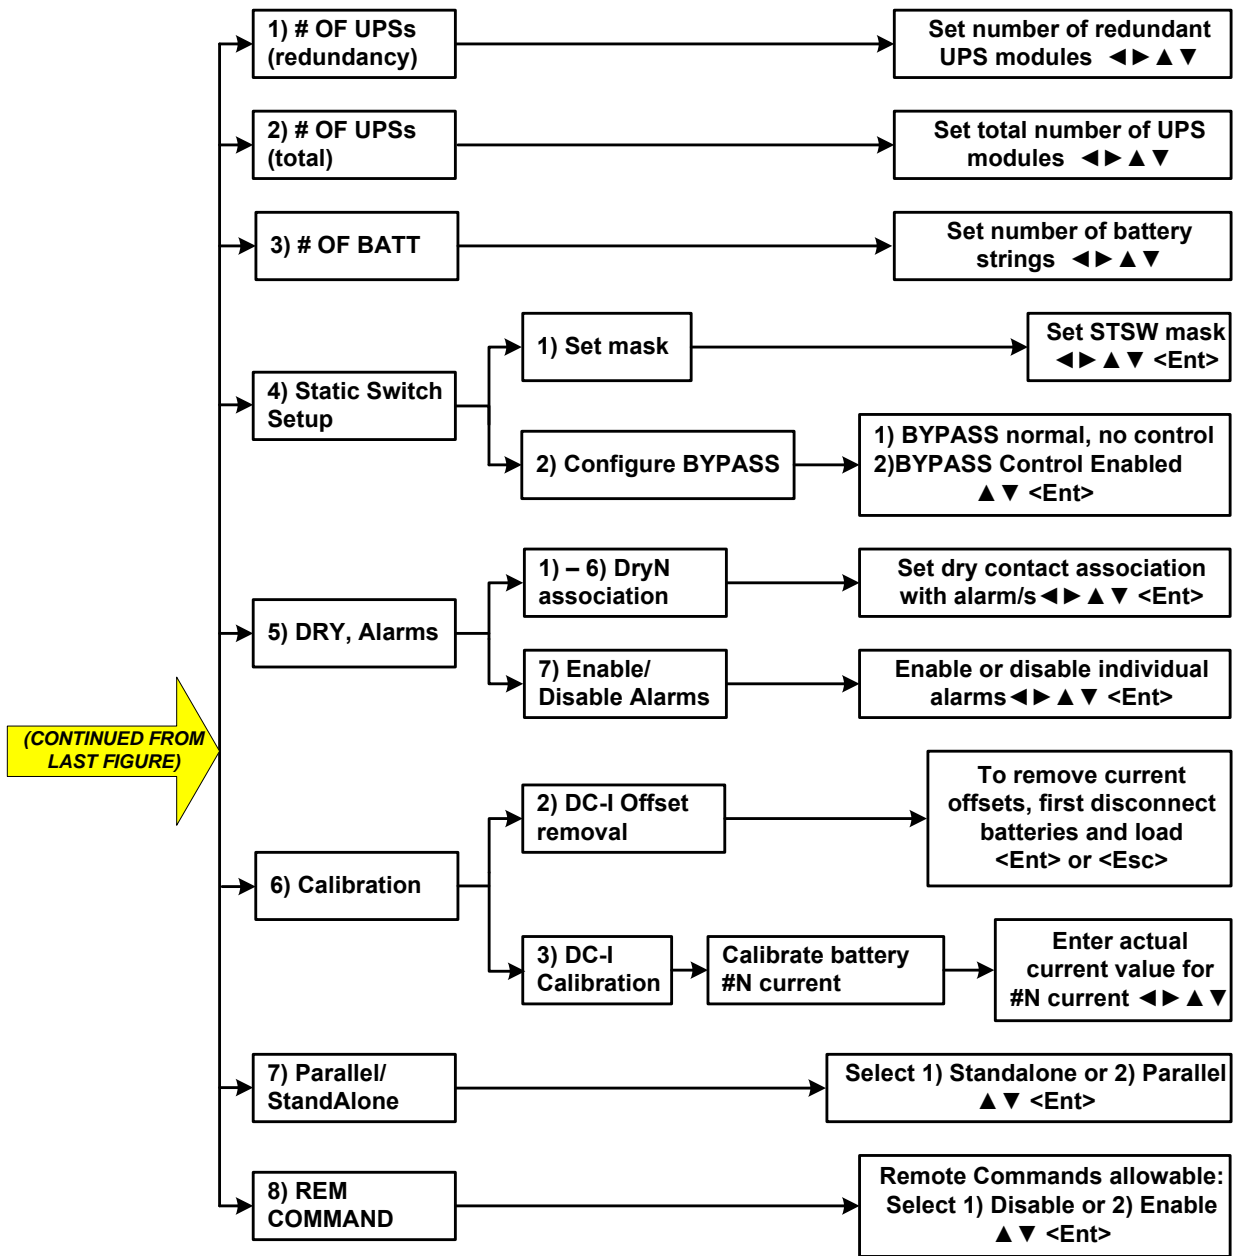 1) # OF UPSs
(redundancy)
Set number of redundant
UPS modules ◄►▲▼
2) # OF UPSs
(total)
Set total number of UPS
modules ◄►▲▼
3) # OF BATT
Set number of battery
strings ◄►▲▼
4) Static Switch
Setup
1) Set mask
Set STSW mask
◄►▲▼ <Ent>
2) Configure BYPASS
1) BYPASS normal, no control
2)BYPASS Control Enabled
▲▼ <Ent>
5) DRY, Alarms
1) – 6) DryN
association
Set dry contact association
with alarm/s◄►▲▼ <Ent>
7) Enable/
Disable Alarms
Enable or disable individual
alarms◄►▲▼ <Ent>
(CONTINUED FROM
LAST FIGURE)
6) Calibration
2) DC-I Offset
removal
To remove current
offsets, first disconnect
batteries and load
<Ent> or <Esc>
3) DC-I
Calibration
Calibrate battery
#N current
Enter actual
current value for
#N current ◄►▲▼
7) Parallel/
StandAlone
Select 1) Standalone or 2) Parallel
▲▼ <Ent>
8) REM
COMMAND
Remote Commands allowable:
Select 1) Disable or 2) Enable
▲▼ <Ent>